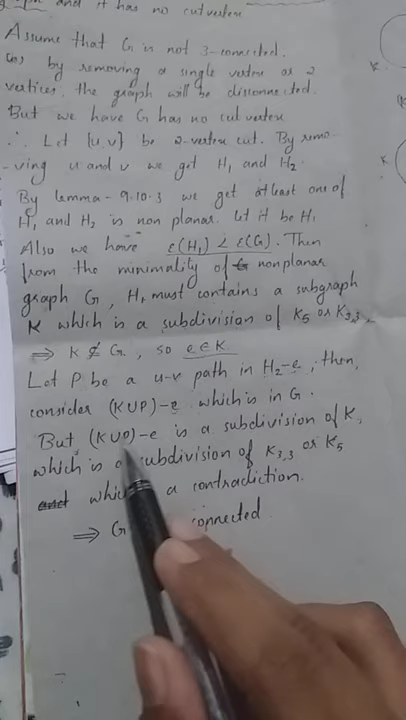 and it has no cutvertex
Assume that G is not 3-connected.
by removing a single vertex or 2
vertices, the graph will be disconnected.
But we have G has no cutvertex
∴ Let {u,v} be 2-vertex cut. By remo-
-ving u and v we get H₁ and H₂.
By lemma-9.10.3 we get atleast one of
H₁ and H₂ is non planar. let it be H₁
Also we have ε(H₁) < ε(G). Then
from the minimality of nonplanar
graph G, H₁ must contains a subgraph
K which is a subdivision of K₅ or K₃,₃.
⇒ K ⊄ G, so e∈K.
Let P be a u-v path in H₂-e, then,
consider (K∪P)-e which is in G.
But (K∪P)-e is a subdivision of K,
which is a subdivision of K₃,₃ or K₅
which a contradiction.
⇒ G connected.
K
K